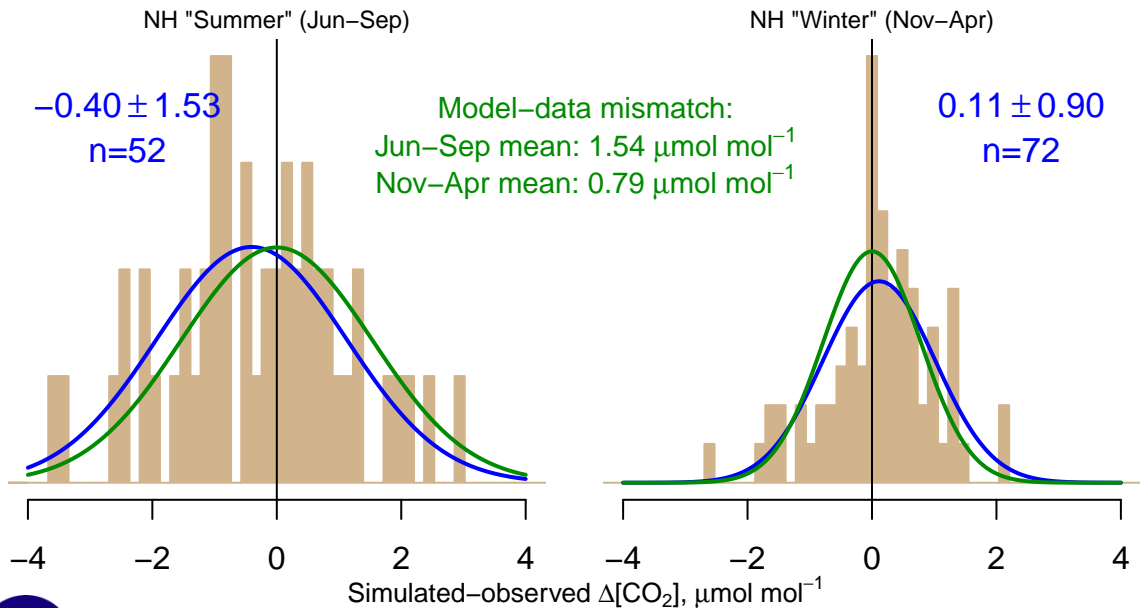 NH "Summer" (Jun−Sep)
−0.40 ± 1.53
n=52
Model−data mismatch:
Jun−Sep mean: 1.54 μmol mol⁻¹
Nov−Apr mean: 0.79 μmol mol⁻¹
NH "Winter" (Nov−Apr)
0.11 ± 0.90
n=72
−4 −2 0 2 4
−4 −2 0 2 4
Simulated−observed Δ[CO₂], μmol mol⁻¹